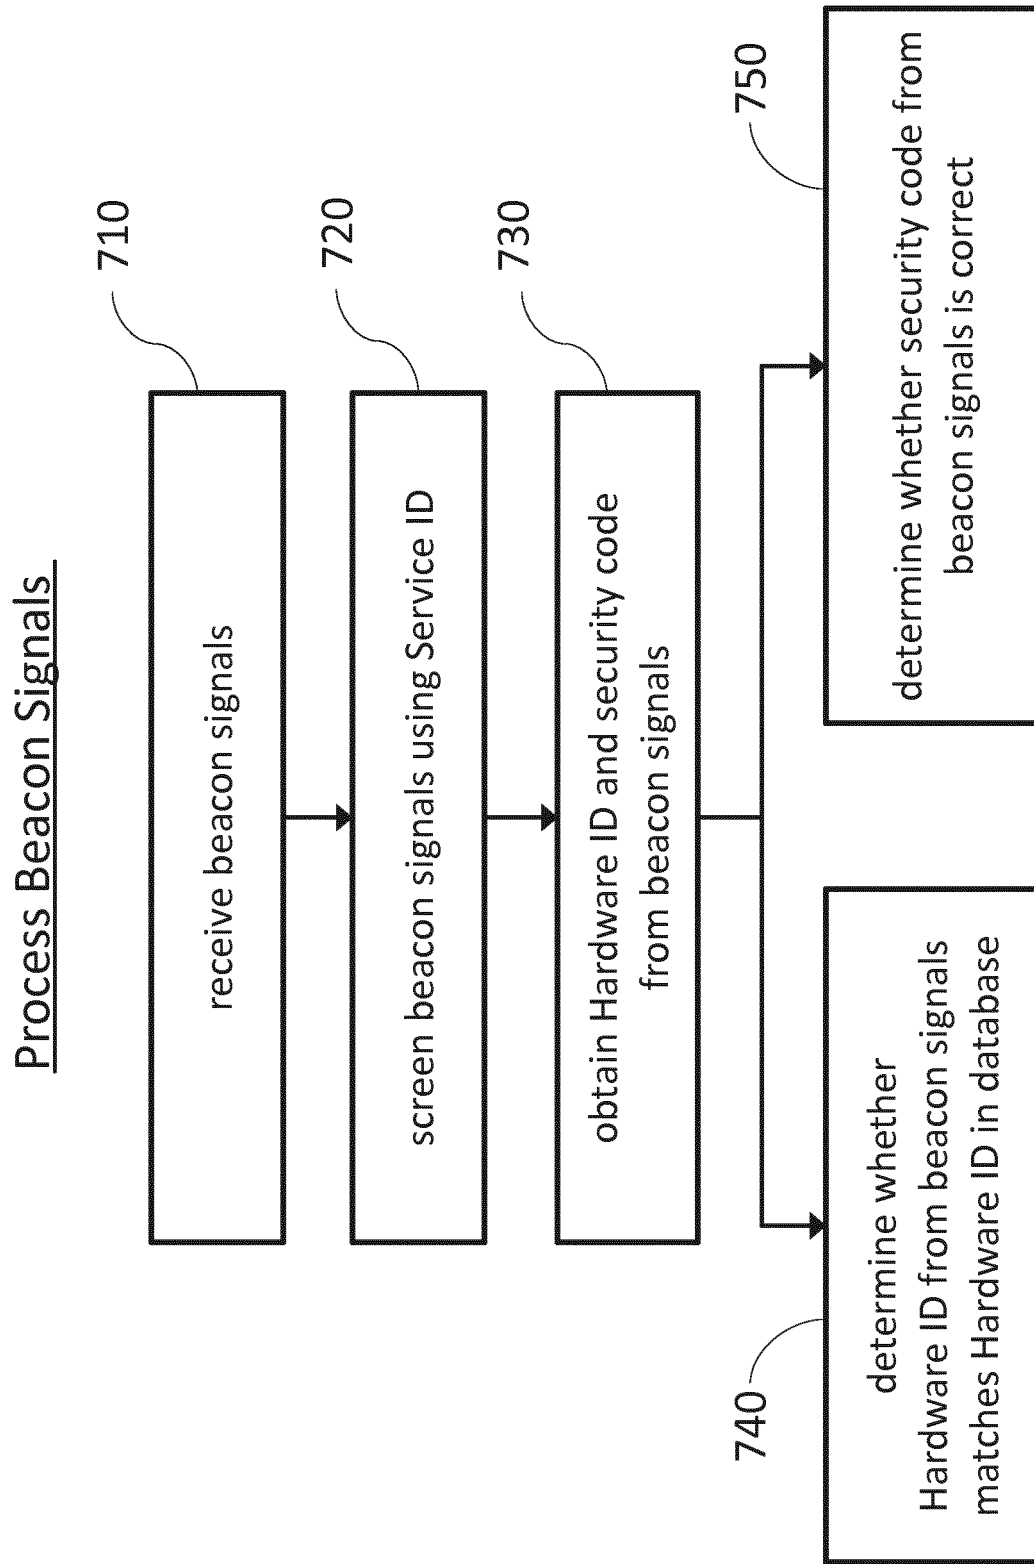 Process Beacon Signals
710
receive beacon signals
720
screen beacon signals using Service ID
730
obtain Hardware ID and security code
from beacon signals
740
determine whether
Hardware ID from beacon signals
matches Hardware ID in database
750
determine whether security code from
beacon signals is correct